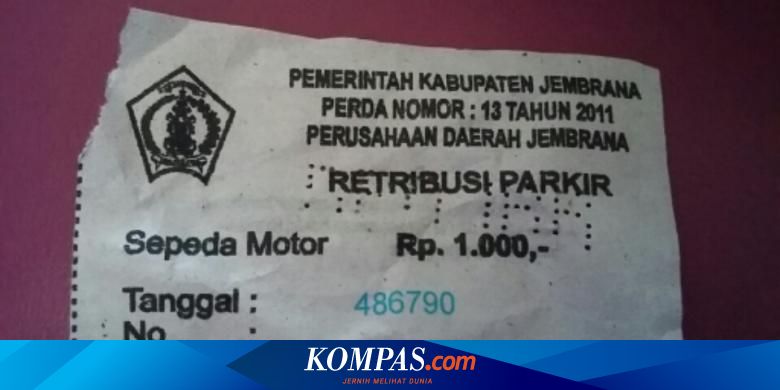 PEMERINTAH KABUPATEN JEMBRANA
PERDA NOMOR : 13 TAHUN 2011
PERUSAHAAN DAERAH JEMBRANA
RETRIBUSI PARKIR
Sepeda Motor Rp. 1.000,-
Tanggal : 486790
No :
KOMPAS.com
JERNIH MELIHAT DUNIA